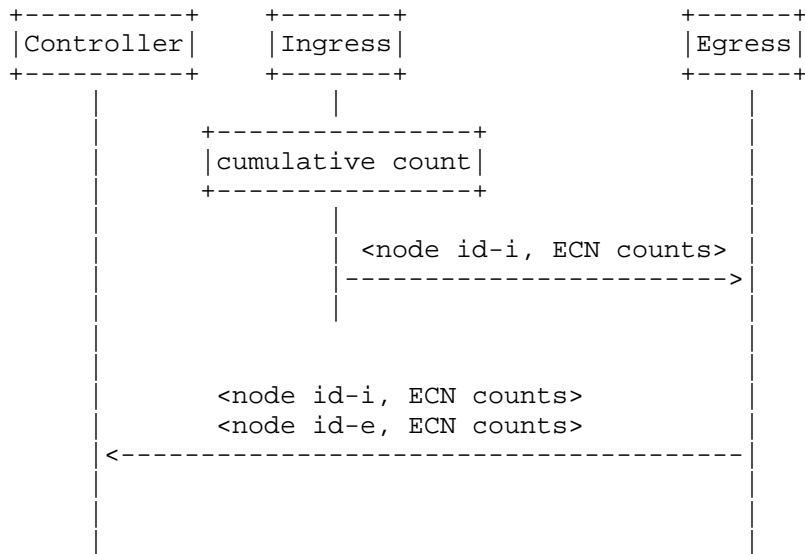 Controller Ingress Egress
cumulative count
<node id-i, ECN counts>
<node id-i, ECN counts>
<node id-e, ECN counts>